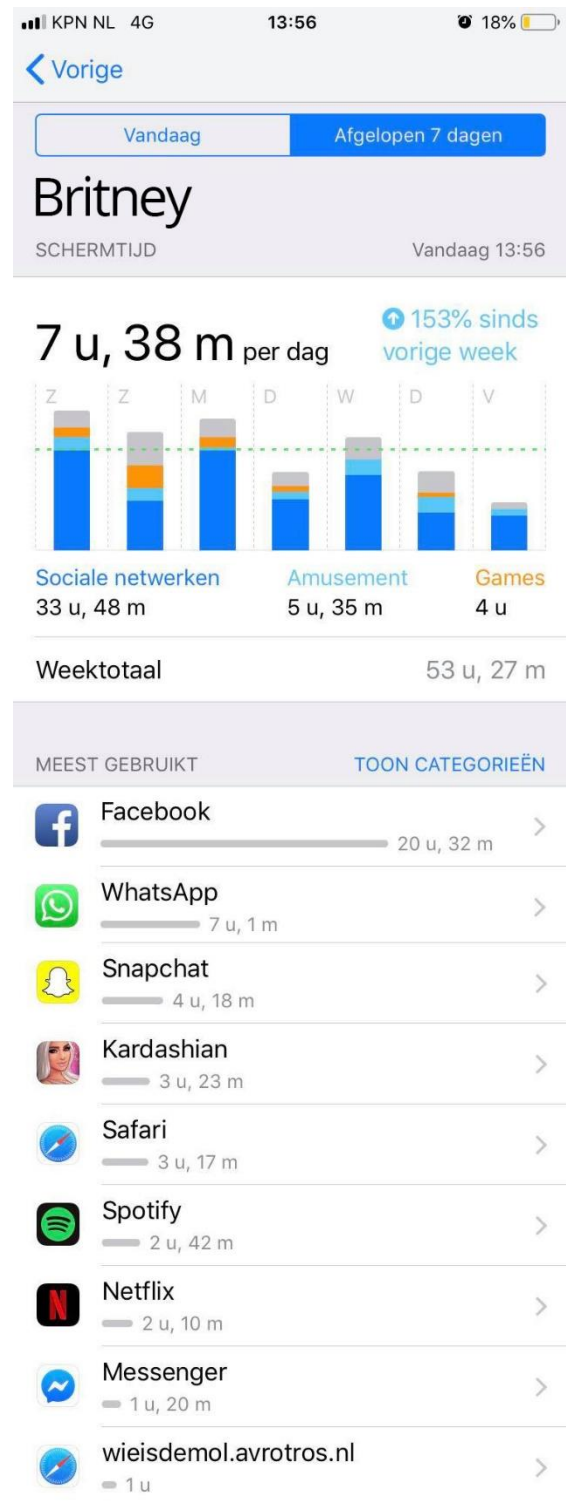 KPN NL 4G 13:56 18%
Vorige
Vandaag Afgelopen 7 dagen
Britney
SCHERMTIJD Vandaag 13:56
7 u, 38 m per dag 153% sinds
vorige week
Z Z M D W D V
Sociale netwerken Amusement Games
33 u, 48 m 5 u, 35 m 4 u
Weektotaal 53 u, 27 m
MEEST GEBRUIKT TOON CATEGORIEËN
Facebook
20 u, 32 m
WhatsApp
7 u, 1 m
Snapchat
4 u, 18 m
Kardashian
3 u, 23 m
Safari
3 u, 17 m
Spotify
2 u, 42 m
Netflix
2 u, 10 m
Messenger
1 u, 20 m
wieisdemol.avrotros.nl
1 u